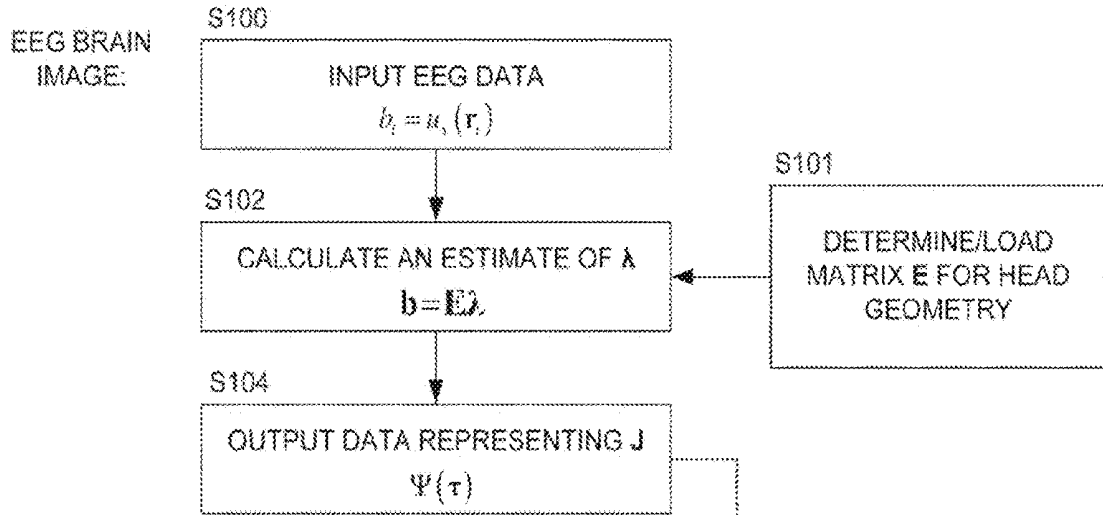 EEG BRAIN
IMAGE:
S100
INPUT EEG DATA
bᵢ = uₛ(rᵢ)
S102
CALCULATE AN ESTIMATE OF λ
b = Eλ
S101
DETERMINE/LOAD
MATRIX E FOR HEAD
GEOMETRY
S104
OUTPUT DATA REPRESENTING J
Ψ(τ)